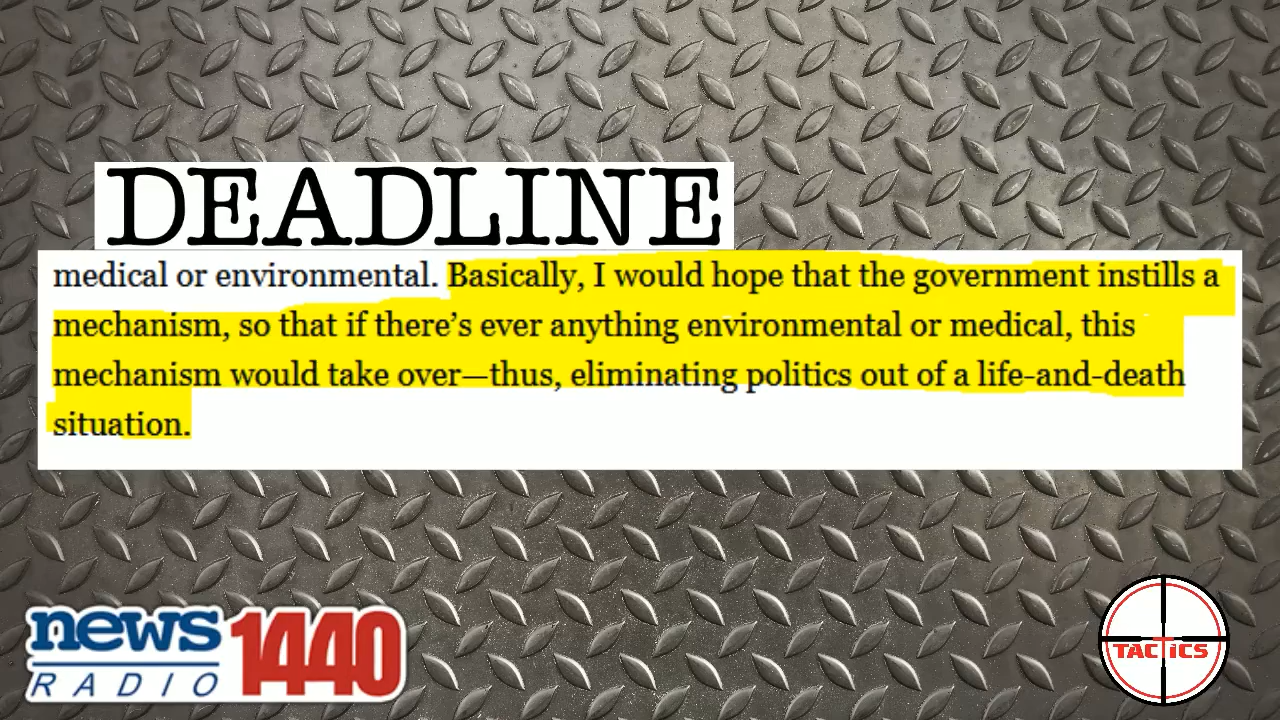 DEADLINE
medical or environmental. Basically, I would hope that the government instills a
mechanism, so that if there's ever anything environmental or medical, this
mechanism would take over—thus, eliminating politics out of a life-and-death
situation.
news 1440
RADIO
TACTICS